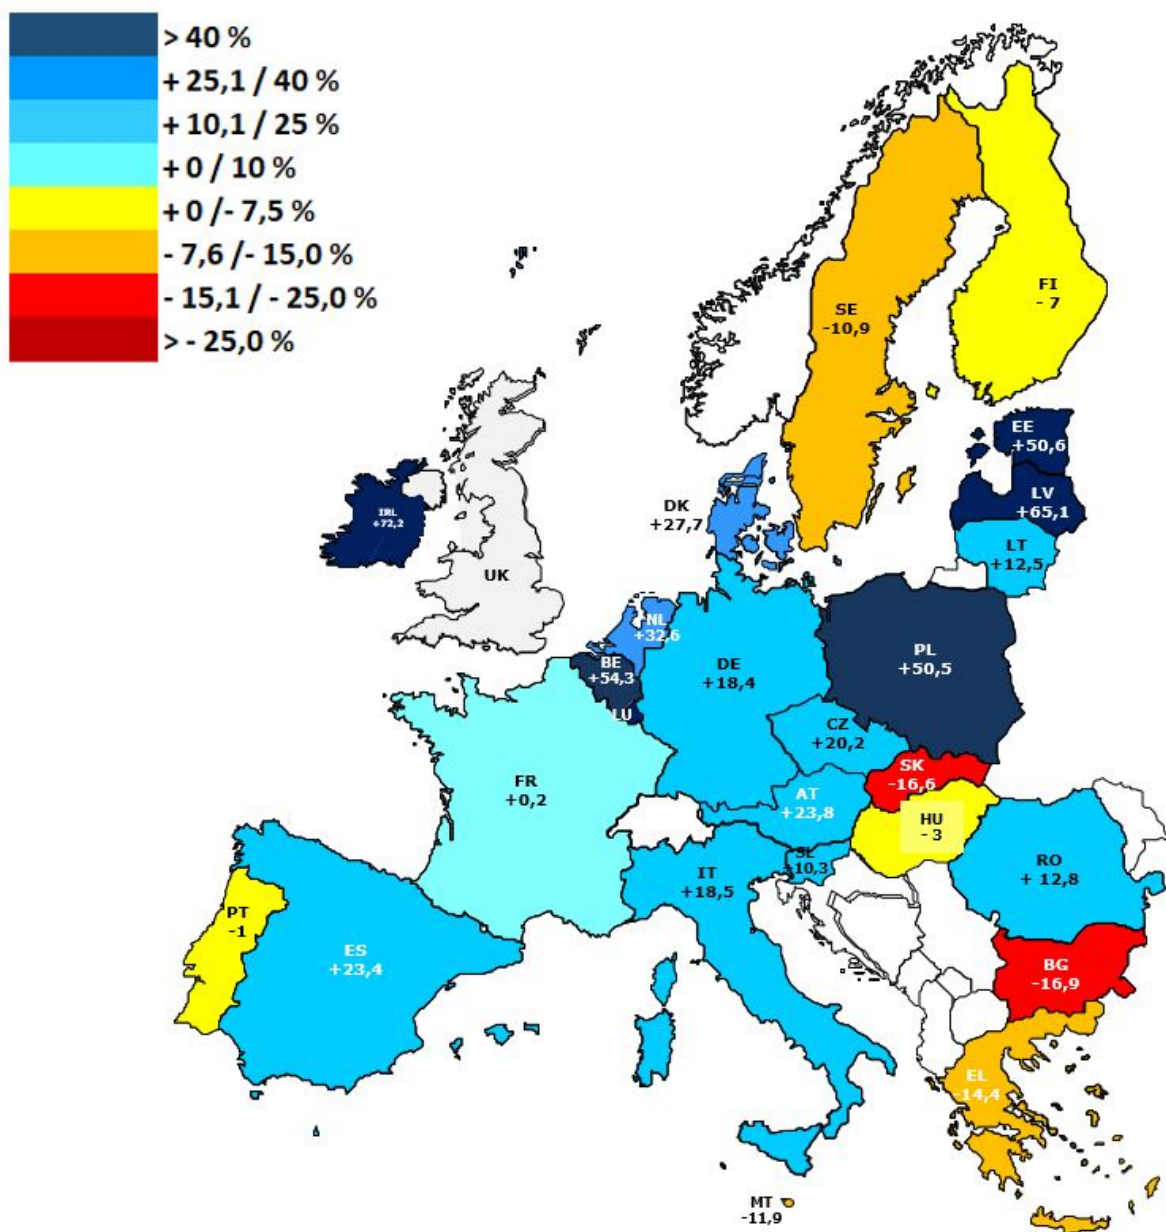 > 40 %
+ 25,1 / 40 %
+ 10,1 / 25 %
+ 0 / 10 %
+ 0 /- 7,5 %
- 7,6 /- 15,0 %
- 15,1 / - 25,0 %
> - 25,0 %
FI
- 7
SE
-10,9
EE
+50,6
LV
+65,1
LT
+12,5
DK
+27,7
IRL
+72,2
UK
NL
+32,6
BE
+54,3
LU
DE
+18,4
PL
+50,5
CZ
+20,2
SK
-16,6
AT
+23,8
HU
- 3
FR
+0,2
SL
+10,3
IT
+18,5
RO
+ 12,8
PT
-1
ES
+23,4
BG
-16,9
EL
-14,4
MT
-11,9